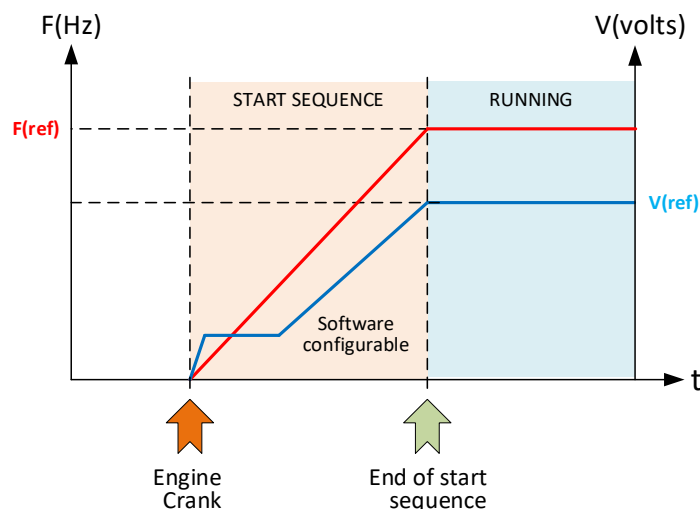 F(Hz)
V(volts)
START SEQUENCE
RUNNING
F(ref)
V(ref)
Software
configurable
t
Engine
Crank
End of start
sequence